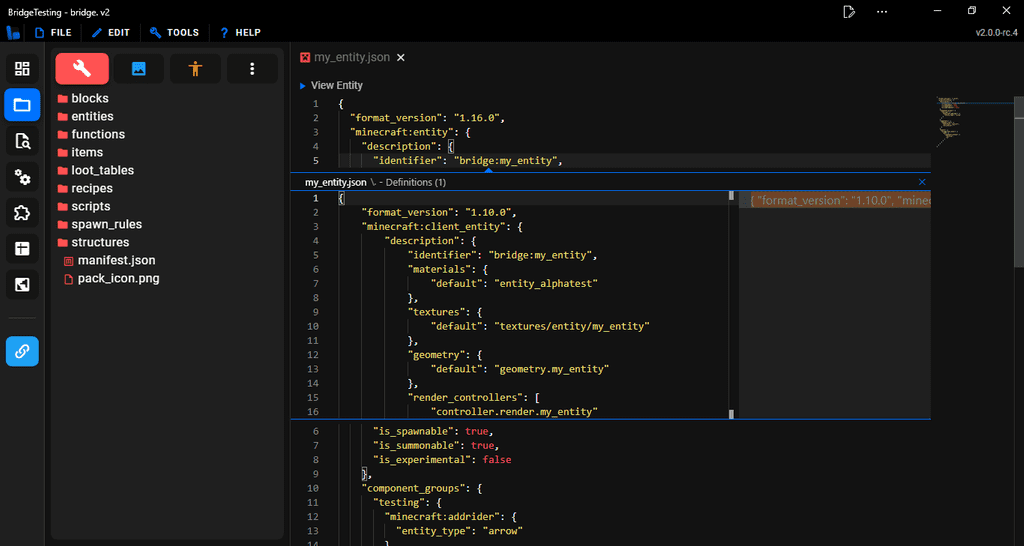 BridgeTesting - bridge. v2
FILE EDIT TOOLS ? HELP
v2.0.0-rc.4
blocks
entities
functions
items
loot_tables
recipes
scripts
spawn_rules
structures
manifest.json
pack_icon.png
my_entity.json
View Entity
1 {
2 "format_version": "1.16.0",
3 "minecraft:entity": {
4 "description": {
5 "identifier": "bridge:my_entity",
my_entity.json \ - Definitions (1)
1 {
2 "format_version": "1.10.0",
3 "minecraft:client_entity": {
4 "description": {
5 "identifier": "bridge:my_entity",
6 "materials": {
7 "default": "entity_alphatest"
8 },
9 "textures": {
10 "default": "textures/entity/my_entity"
11 },
12 "geometry": {
13 "default": "geometry.my_entity"
14 },
15 "render_controllers": [
16 "controller.render.my_entity"
{ "format_version": "1.10.0", "mine
6 "is_spawnable": true,
7 "is_summonable": true,
8 "is_experimental": false
9 },
10 "component_groups": {
11 "testing": {
12 "minecraft:addrider": {
13 "entity_type": "arrow"
14 }